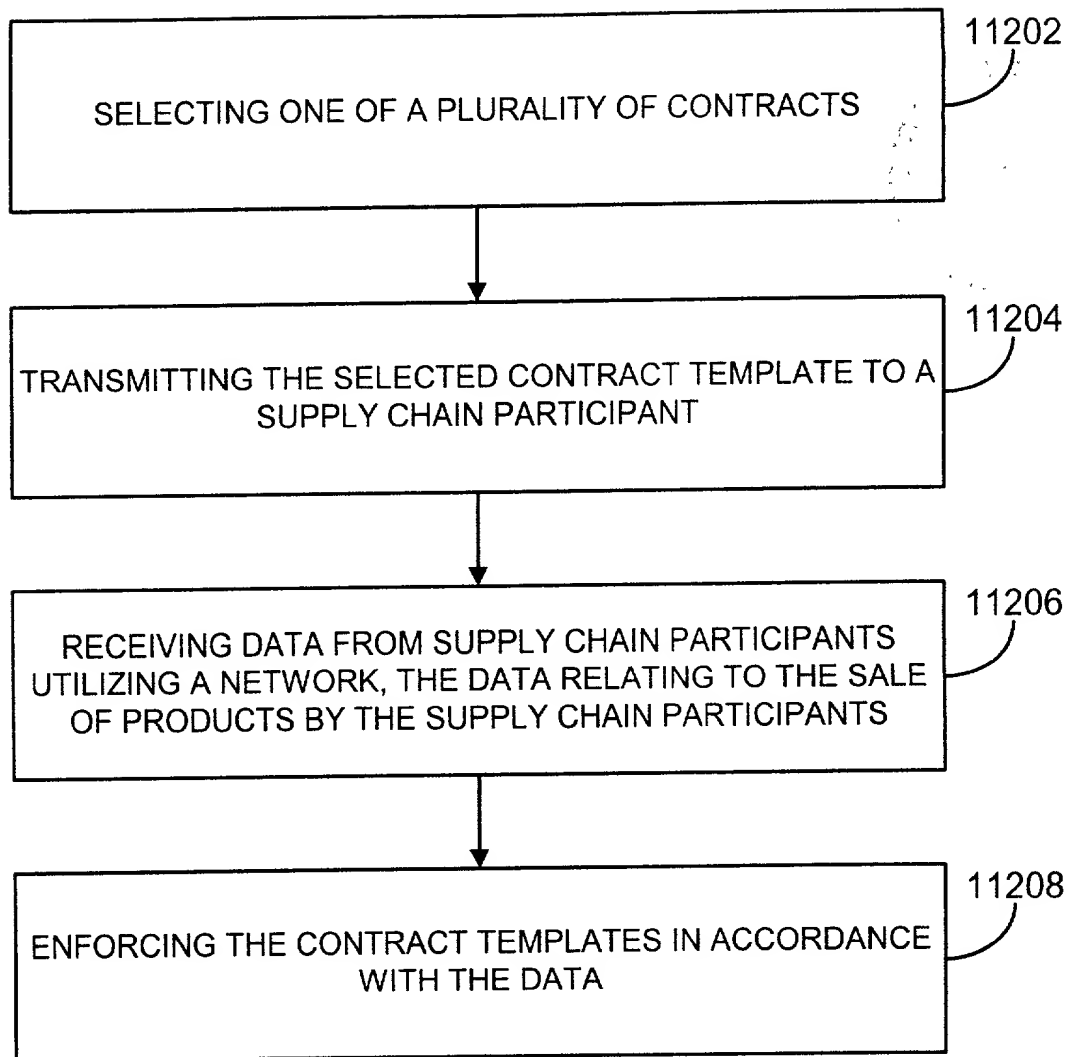 11202
SELECTING ONE OF A PLURALITY OF CONTRACTS
11204
TRANSMITTING THE SELECTED CONTRACT TEMPLATE TO A
SUPPLY CHAIN PARTICIPANT
11206
RECEIVING DATA FROM SUPPLY CHAIN PARTICIPANTS
UTILIZING A NETWORK, THE DATA RELATING TO THE SALE
OF PRODUCTS BY THE SUPPLY CHAIN PARTICIPANTS
11208
ENFORCING THE CONTRACT TEMPLATES IN ACCORDANCE
WITH THE DATA